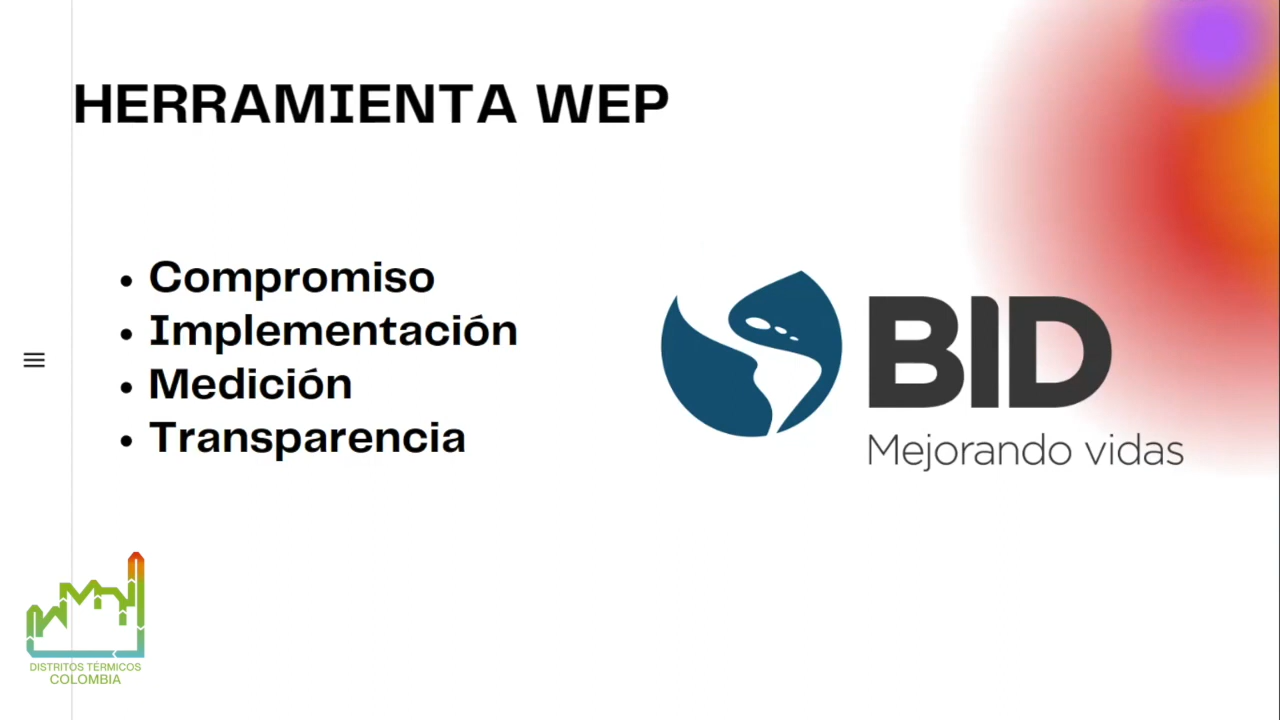 HERRAMIENTA WEP
Compromiso
Implementación
Medición
Transparencia
BID
Mejorando vidas
DISTRITOS TÉRMICOS
COLOMBIA